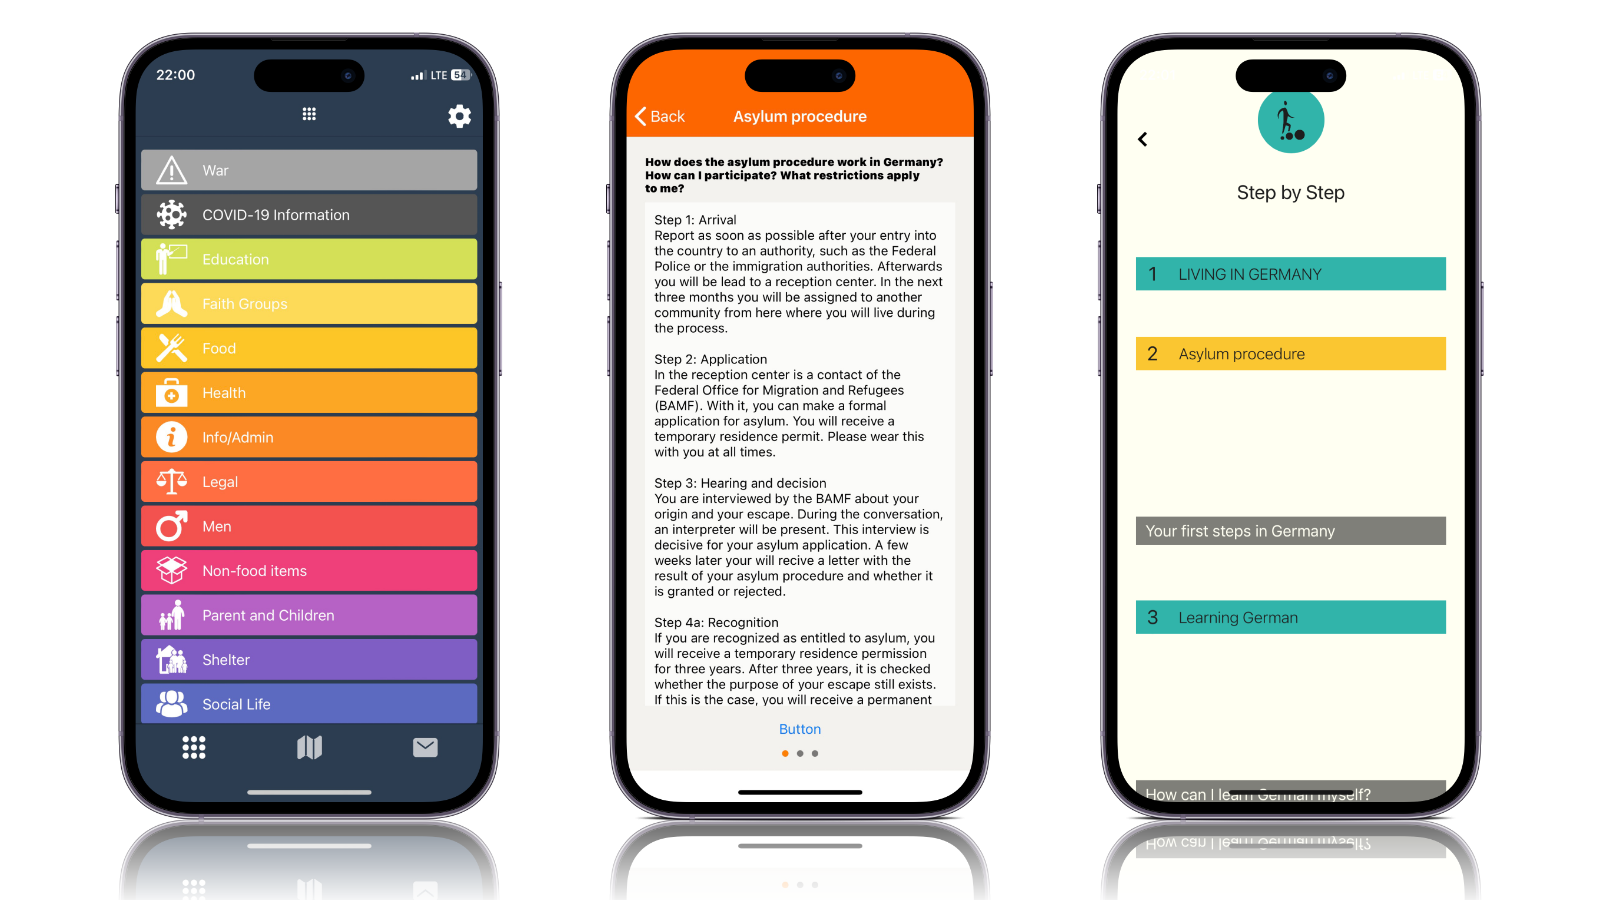 22:00
LTE 54
War
COVID-19 Information
Education
Faith Groups
Food
Health
Info/Admin
Legal
Men
Non-food items
Parent and Children
Shelter
Social Life
Back
Asylum procedure
How does the asylum procedure work in Germany?
How can I participate? What restrictions apply
to me?
Step 1: Arrival
Report as soon as possible after your entry into
the country to an authority, such as the Federal
Police or the immigration authorities. Afterwards
you will be lead to a reception center. In the next
three months you will be assigned to another
community from here where you will live during
the process.
Step 2: Application
In the reception center is a contact of the
Federal Office for Migration and Refugees
(BAMF). With it, you can make a formal
application for asylum. You will receive a
temporary residence permit. Please wear this
with you at all times.
Step 3: Hearing and decision
You are interviewed by the BAMF about your
origin and your escape. During the conversation,
an interpreter will be present. This interview is
decisive for your asylum application. A few
weeks later your will recive a letter with the
result of your asylum procedure and whether it
is granted or rejected.
Step 4a: Recognition
If you are recognized as entitled to asylum, you
will receive a temporary residence permission
for three years. After three years, it is checked
whether the purpose of your escape still exists.
If this is the case, you will receive a permanent
Button
Step by Step
1 LIVING IN GERMANY
2 Asylum procedure
Your first steps in Germany
3 Learning German
How can I learn German myself?